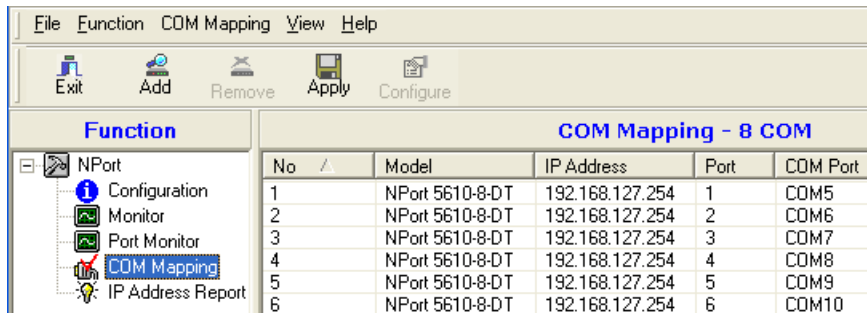 File Function COM Mapping View Help
Exit Add Remove Apply Configure
Function
COM Mapping - 8 COM
NPort
Configuration
Monitor
Port Monitor
COM Mapping
IP Address Report
No Model IP Address Port COM Port
1 NPort 5610-8-DT 192.168.127.254 1 COM5
2 NPort 5610-8-DT 192.168.127.254 2 COM6
3 NPort 5610-8-DT 192.168.127.254 3 COM7
4 NPort 5610-8-DT 192.168.127.254 4 COM8
5 NPort 5610-8-DT 192.168.127.254 5 COM9
6 NPort 5610-8-DT 192.168.127.254 6 COM10